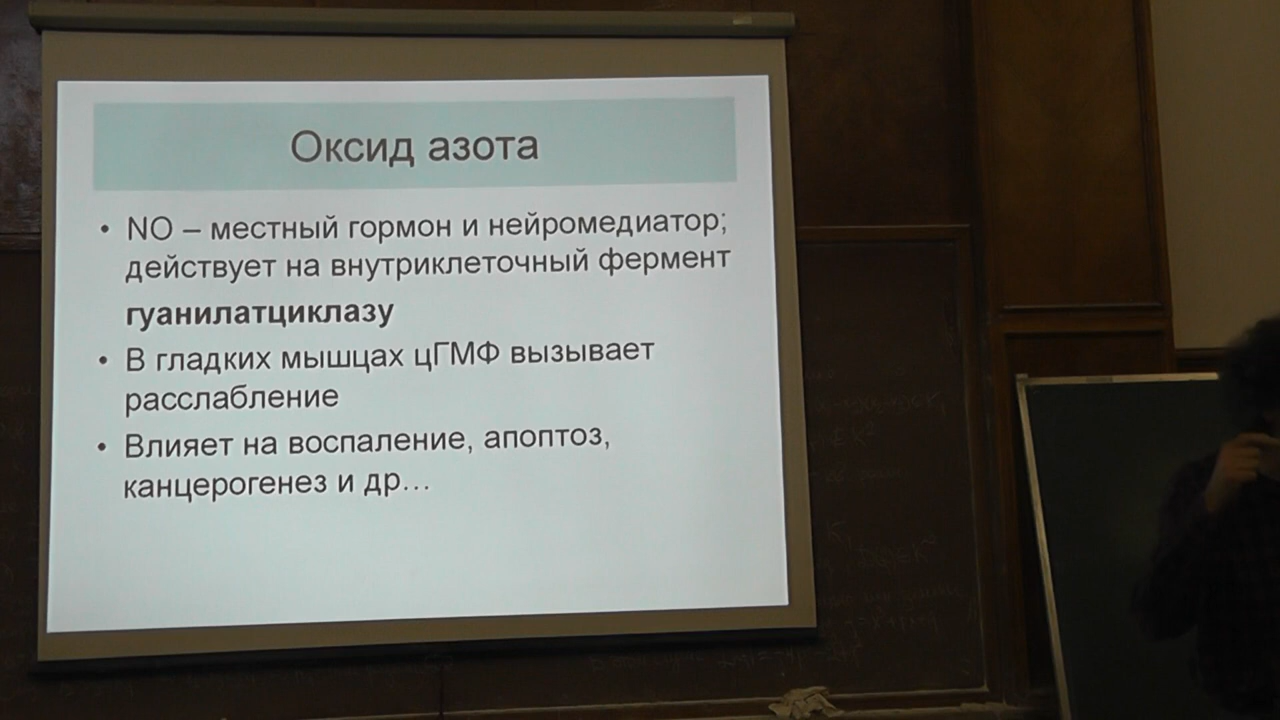 Оксид азота
• NO – местный гормон и нейромедиатор;
действует на внутриклеточный фермент
гуанилатциклазу
• В гладких мышцах цГМФ вызывает
расслабление
• Влияет на воспаление, апоптоз,
канцерогенез и др...